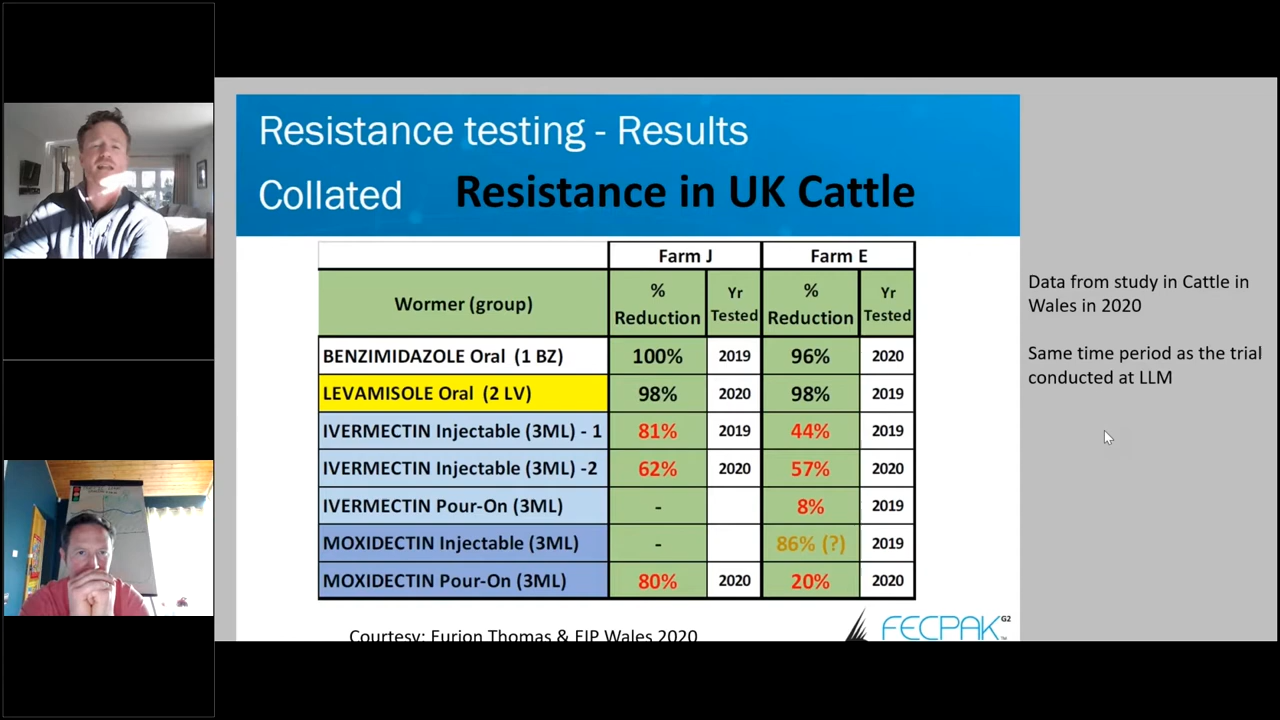 Resistance testing - Results
Collated Resistance in UK Cattle
Farm J Farm E
Wormer (group) % Reduction Yr Tested % Reduction Yr Tested
BENZIMIDAZOLE Oral (1 BZ) 100% 2019 96% 2020
LEVAMISOLE Oral (2 LV) 98% 2020 98% 2019
IVERMECTIN Injectable (3ML) - 1 81% 2019 44% 2019
IVERMECTIN Injectable (3ML) -2 62% 2020 57% 2020
IVERMECTIN Pour-On (3ML) - 8% 2019
MOXIDECTIN Injectable (3ML) - 86% (?) 2019
MOXIDECTIN Pour-On (3ML) 80% 2020 20% 2020
Courtesy: Eurion Thomas & EIP Wales 2020
FECPAK G2 TM
Data from study in Cattle in
Wales in 2020
Same time period as the trial
conducted at LLM